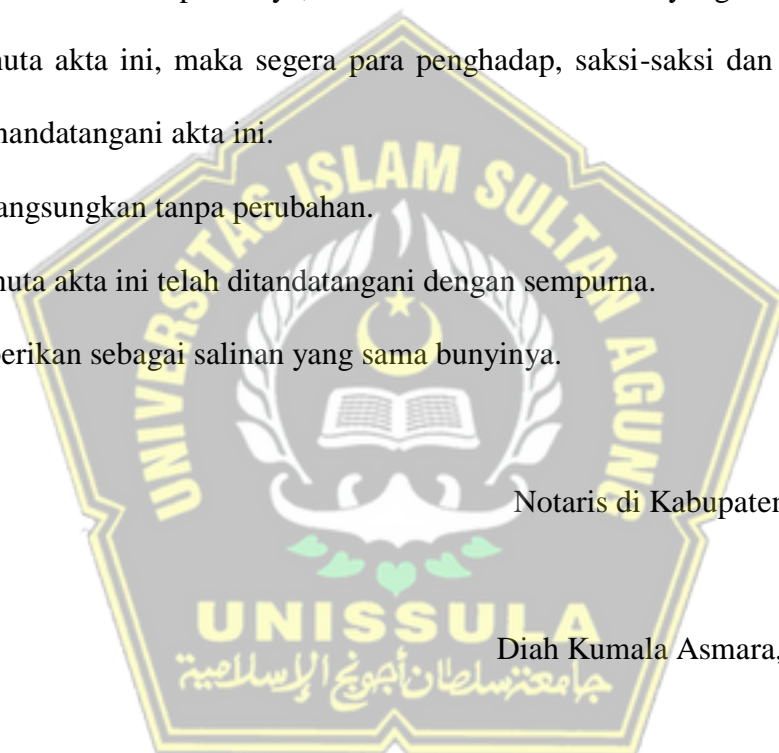 yang
nuta akta ini, maka segera para penghadap, saksi-saksi dan
nandatangani akta ini.
angsungkan tanpa perubahan.
nuta akta ini telah ditandatangani dengan sempurna.
erikan sebagai salinan yang sama bunyinya.
Notaris di Kabupaten
Diah Kumala Asmara,
UNIVERSITAS ISLAM SULTAN AGUNG
UNISSULA
جامعتنسلطان أجونج الإسلامية